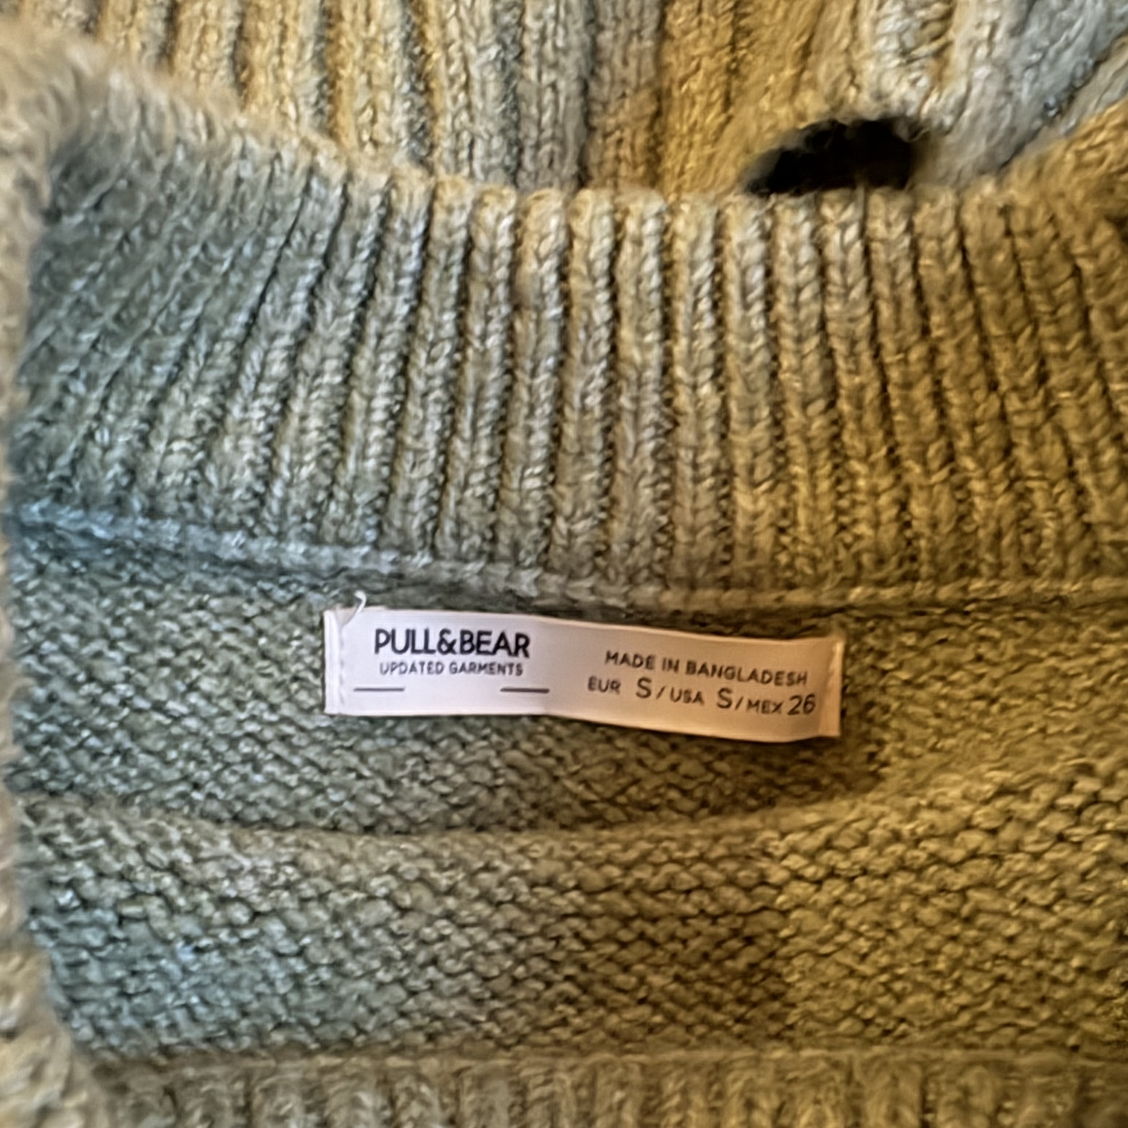 PULL&BEAR
UPDATED GARMENTS
MADE IN BANGLADESH
EUR S/USA S/MEX 26